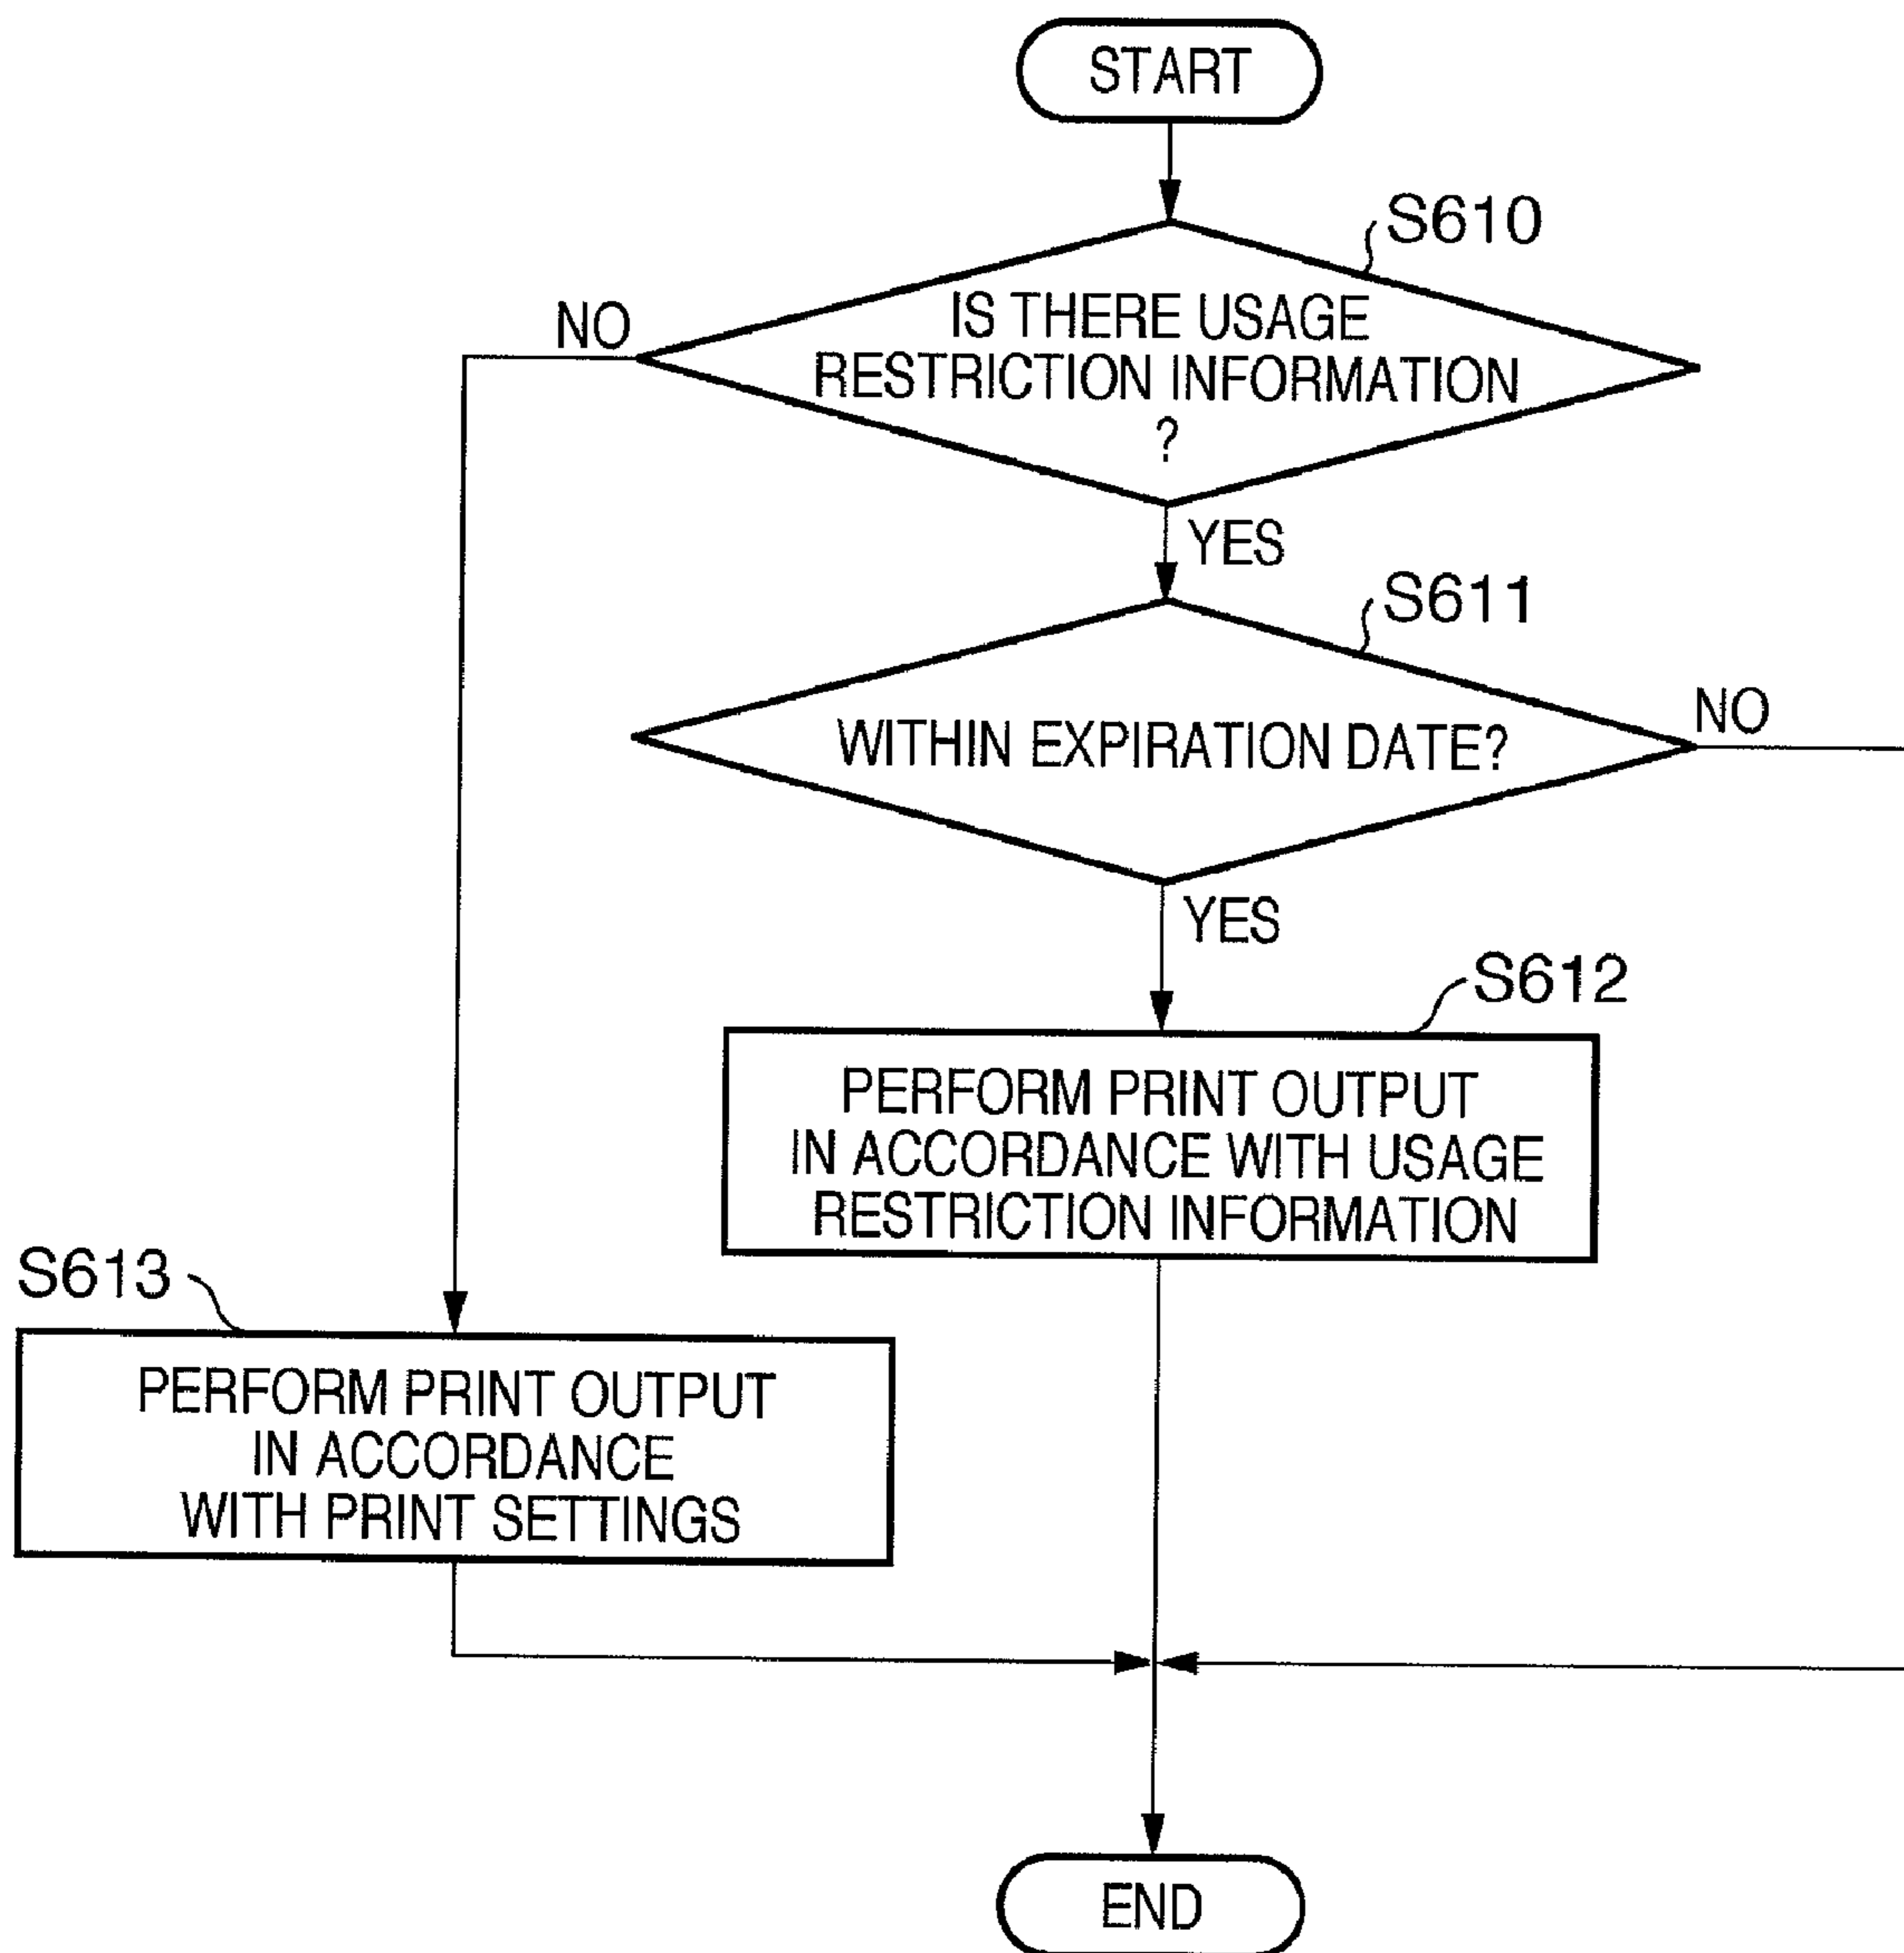 START
S610
NO
IS THERE USAGE
RESTRICTION INFORMATION
?
YES
S611
NO
WITHIN EXPIRATION DATE?
YES
S612
PERFORM PRINT OUTPUT
IN ACCORDANCE WITH USAGE
RESTRICTION INFORMATION
S613
PERFORM PRINT OUTPUT
IN ACCORDANCE
WITH PRINT SETTINGS
END